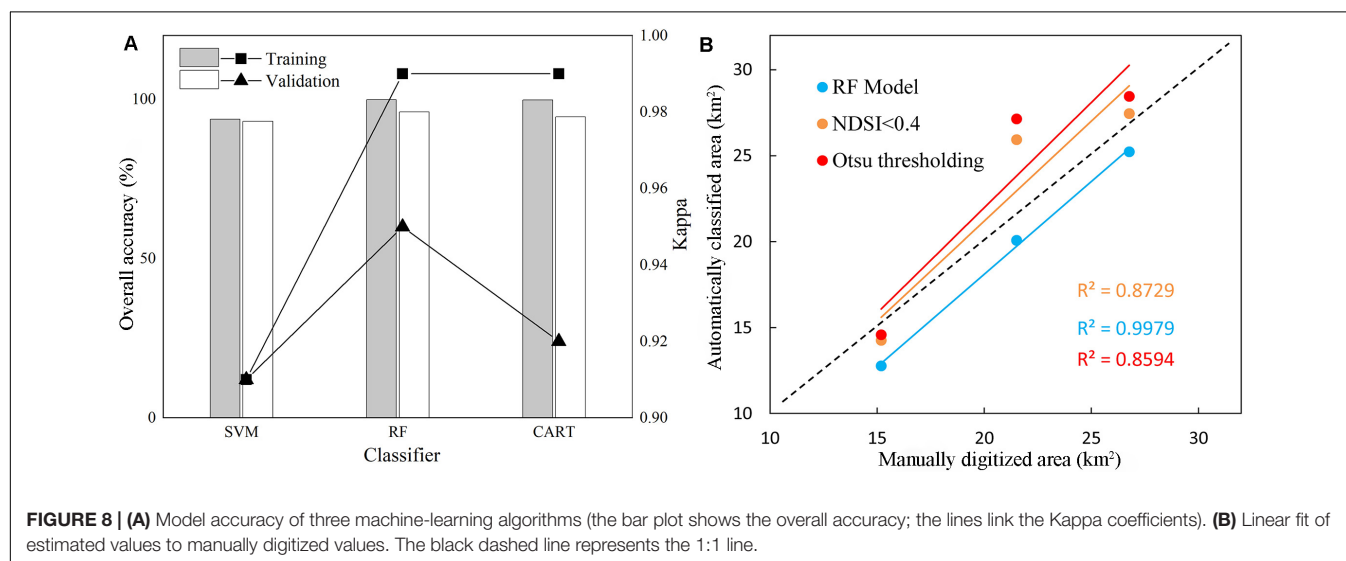 A
Training
Validation
100
50
0
Overall accuracy (%)
1.00
0.98
0.96
0.94
0.92
0.90
Kappa
SVM RF CART
Classifier
B
RF Model
NDSI<0.4
Otsu thresholding
30
25
20
15
10
Automatically classified area (km²)
R² = 0.8729
R² = 0.9979
R² = 0.8594
10 15 20 25 30
Manually digitized area (km²)
FIGURE 8 | (A) Model accuracy of three machine-learning algorithms (the bar plot shows the overall accuracy; the lines link the Kappa coefficients). (B) Linear fit of
estimated values to manually digitized values. The black dashed line represents the 1:1 line.